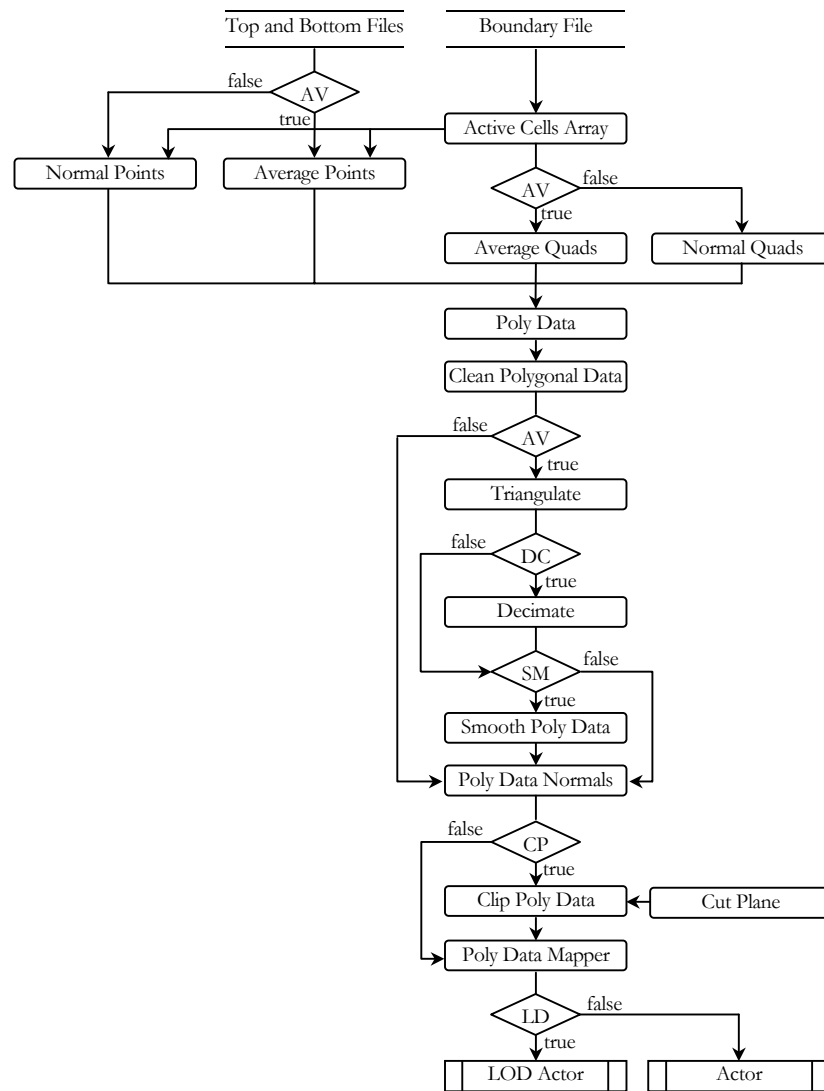 Top and Bottom Files
Boundary File
false
AV
true
Active Cells Array
Normal Points
Average Points
AV
false
true
Average Quads
Normal Quads
Poly Data
Clean Polygonal Data
false
AV
true
Triangulate
false
DC
true
Decimate
SM
false
true
Smooth Poly Data
Poly Data Normals
false
CP
true
Clip Poly Data
Cut Plane
Poly Data Mapper
LD
false
true
LOD Actor
Actor